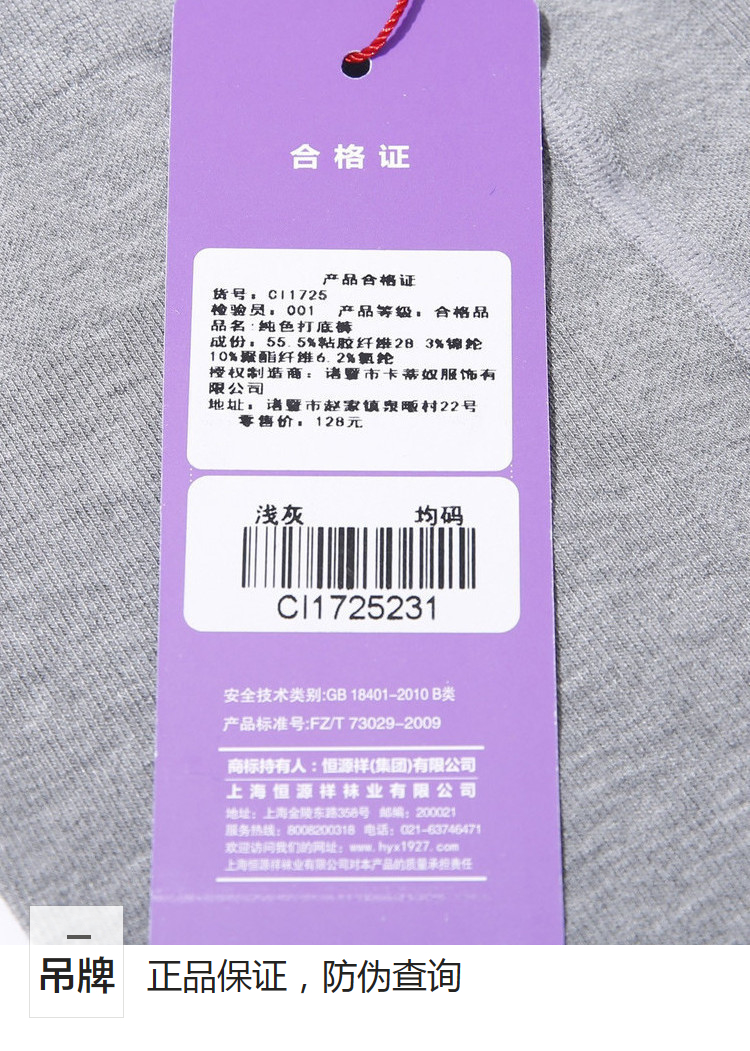 合格证
产品合格证
货号：CI1725
检验员：001 产品等级：合格品
品名：纯色打底裤
成份：55.5%粘胶纤维28 3%锦纶
10%聚酯纤维6.2%氨纶
授权制造商：诸暨市卡蒂奴服饰有
限公司
地址：诸暨市赵家镇泉畈村22号
零售价：128元
浅灰 均码
CI1725231
安全技术类别:GB 18401-2010 B类
产品标准号:FZ/T 73029-2009
商标持有人：恒源祥(集团)有限公司
上海恒源祥袜业有限公司
地址：上海金陵东路358号 邮编：200021
服务热线：8008200318 电话：021-63746471
欢迎访问我们的网址：www.hyx1927.com
上海恒源祥袜业有限公司对本产品的质量承担责任
吊牌 正品保证，防伪查询